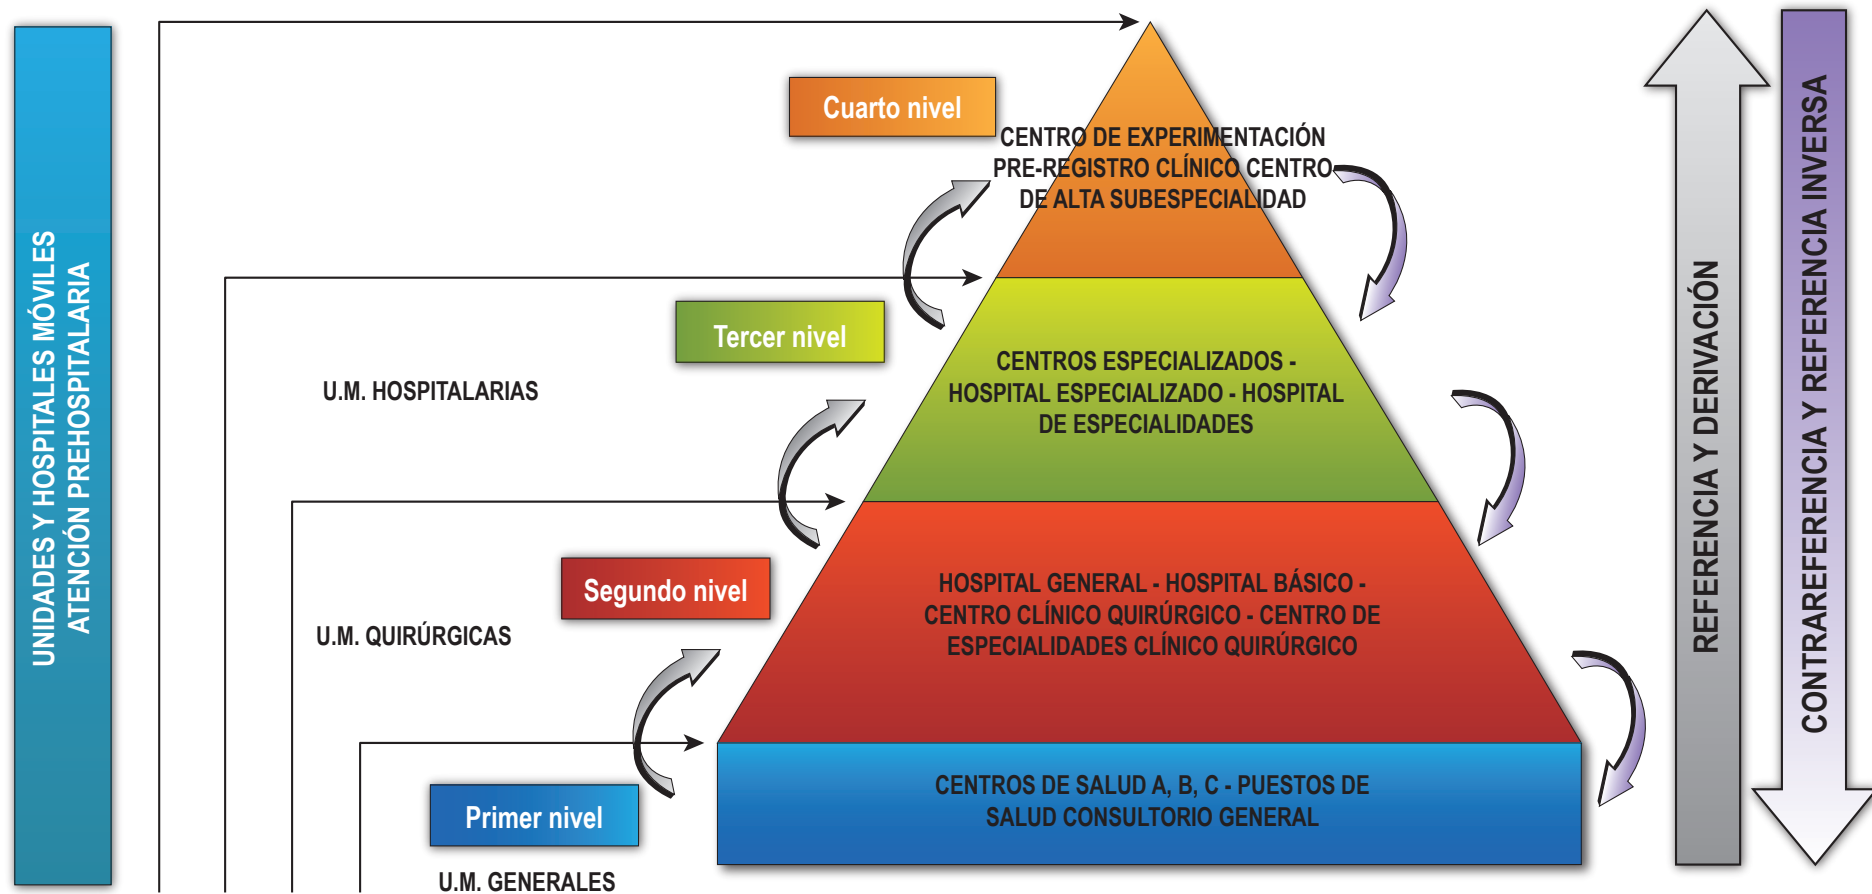 UNIDADES Y HOSPITALES MÓVILES
ATENCIÓN PREHOSPITALARIA
Cuarto nivel
CENTRO DE EXPERIMENTACIÓN
PRE-REGISTRO CLÍNICO CENTRO
DE ALTA SUBESPECIALIDAD
Tercer nivel
CENTROS ESPECIALIZADOS -
HOSPITAL ESPECIALIZADO - HOSPITAL
DE ESPECIALIDADES
U.M. HOSPITALARIAS
Segundo nivel
HOSPITAL GENERAL - HOSPITAL BÁSICO -
CENTRO CLÍNICO QUIRÚRGICO - CENTRO DE
ESPECIALIDADES CLÍNICO QUIRÚRGICO
U.M. QUIRÚRGICAS
Primer nivel
CENTROS DE SALUD A, B, C - PUESTOS DE
SALUD CONSULTORIO GENERAL
U.M. GENERALES
REFERENCIA Y DERIVACIÓN
CONTRAREFERENCIA Y REFERENCIA INVERSA